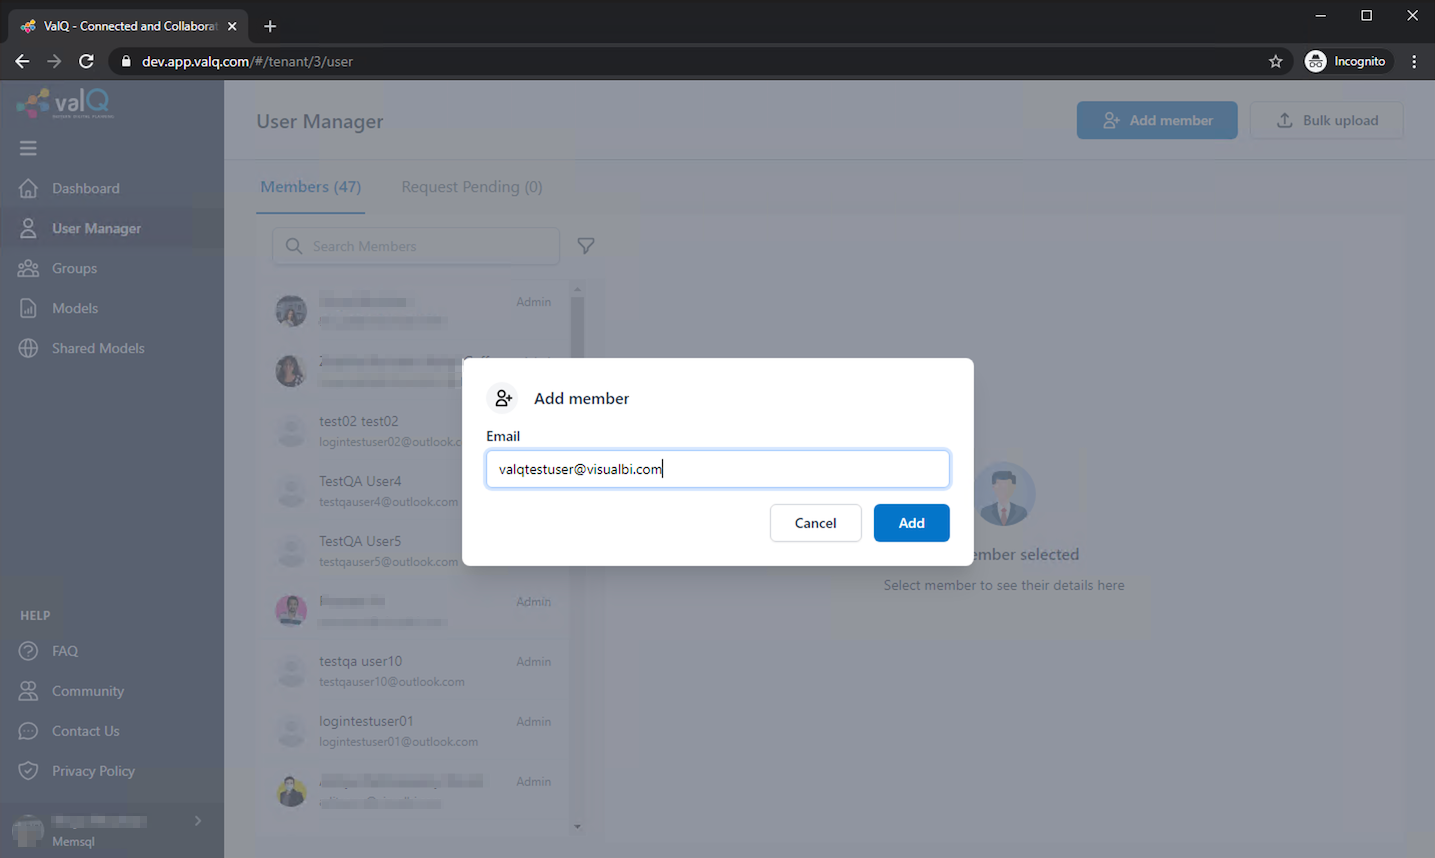 ValQ - Connected and Collaborat
dev.app.valq.com/#/tenant/3/user
Incognito
valQ
User Manager
Add member
Bulk upload
Dashboard
User Manager
Groups
Models
Shared Models
Members (47)
Request Pending (0)
Search Members
Admin
test02 test02
logintestuser02@outlook.c
TestQA User4
testqauser4@outlook.com
TestQA User5
testqauser5@outlook.com
Admin
testqa user10
Admin
testqauser10@outlook.com
logintestuser01
Admin
logintestuser01@outlook.com
Admin
Add member
Email
valqtestuser@visualbi.com
Cancel
Add
ember selected
Select member to see their details here
HELP
FAQ
Community
Contact Us
Privacy Policy
Memsql